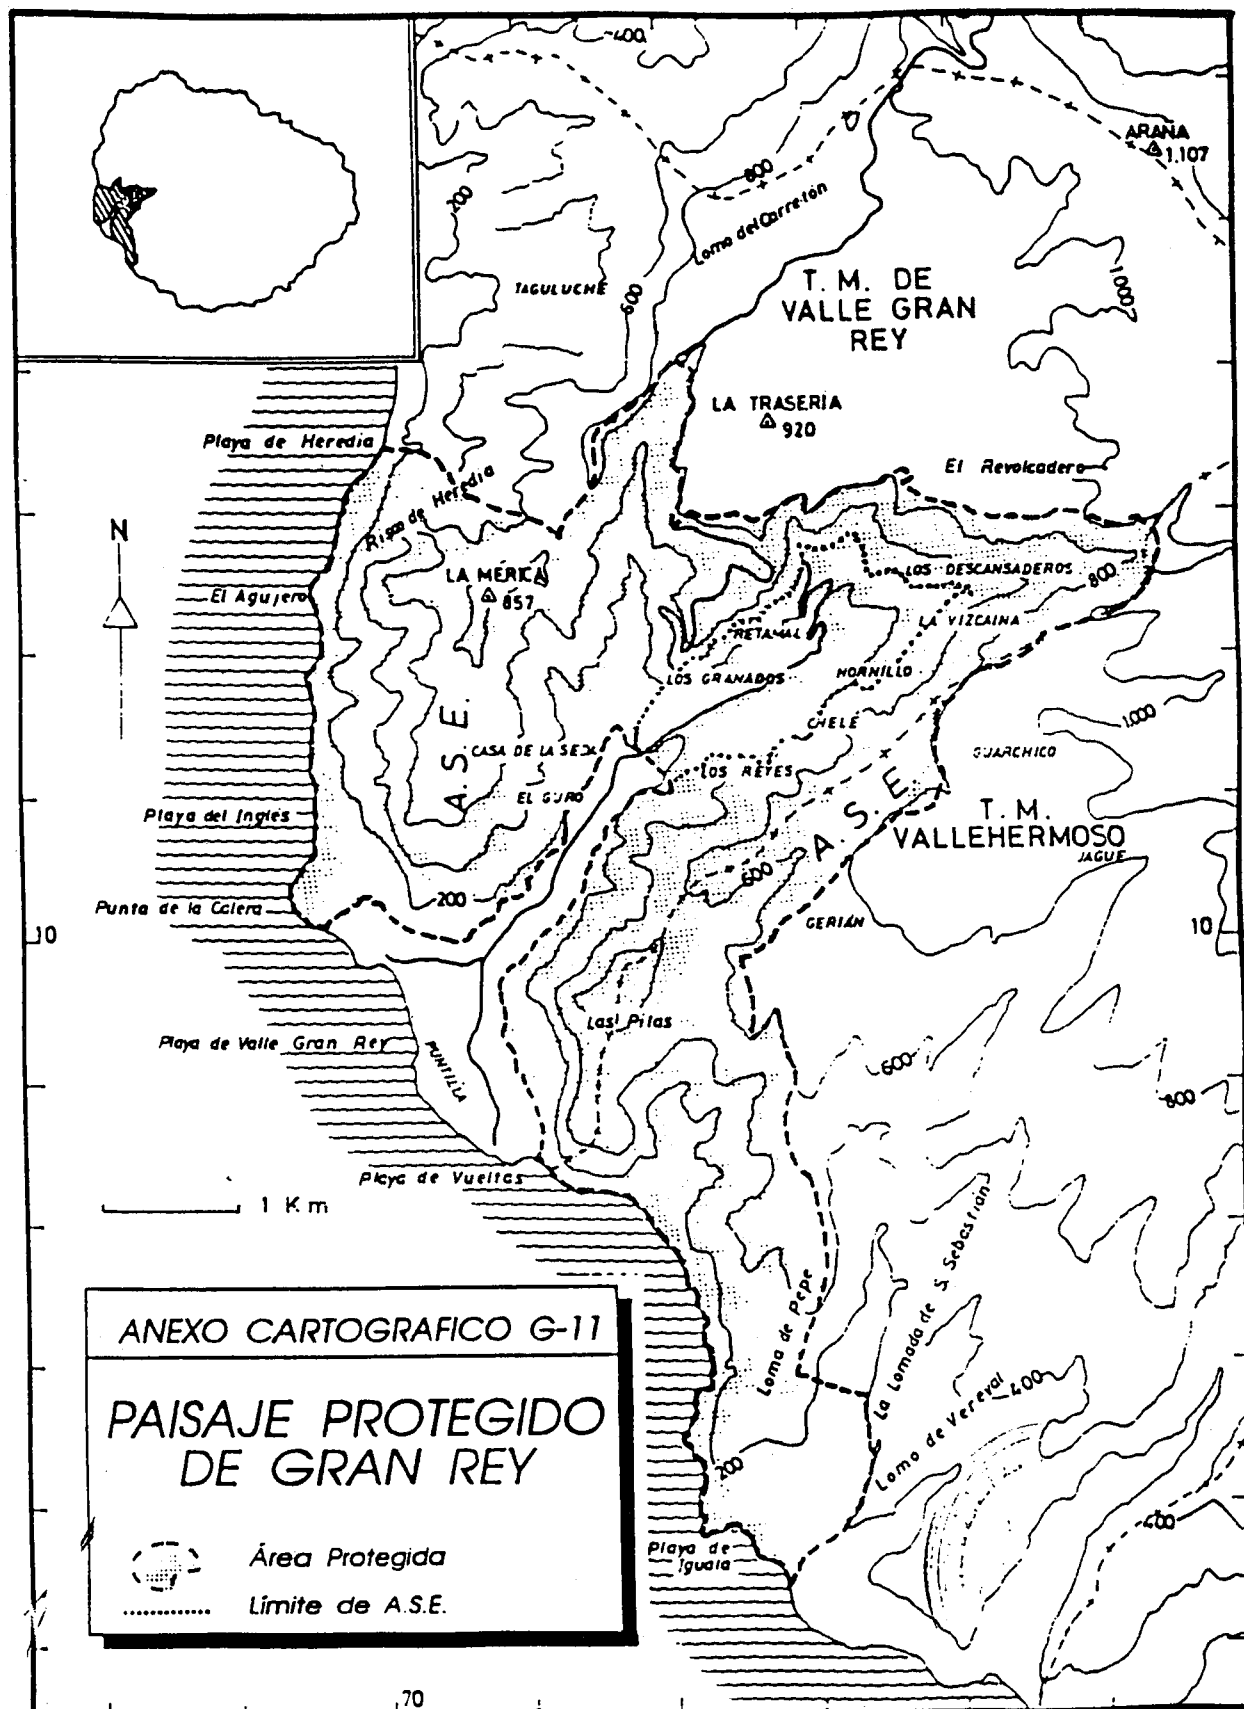 400
ARAÑA
1.107
800
200
Lomo del Carretón
TAGULUCHE
600
1000
T. M. DE
VALLE GRAN
REY
LA TRASERIA
920
Playa de Heredia
El Revolcadero
Risco de Heredia
N
LA MÉRICA
857
El Agujero
LOS DESCANSADEROS
800
LA VIZCAINA
RETAMAL
LOS GRANADOS
HORNILLO
CHELE
1.000
A.S.E.
CASA DE LA SEDA
LOS REYES
GUARCHICO
EL GURO
A.S.E.
T. M.
VALLEHERMOSO
Playa del Inglés
JAGUE
600
200
Punta de la Calera
GERIÁN
10
10
Las Pilas
Playa de Valle Gran Rey
PUNTILLA
600
800
Playa de Vueltas
1 Km
La Lomada de S. Sebastián
Loma de Pepe
ANEXO CARTOGRAFICO G-11
400
Lomo de Vereval
PAISAJE PROTEGIDO
DE GRAN REY
200
400
Playa de
Iguala
Área Protegida
Límite de A.S.E.
70